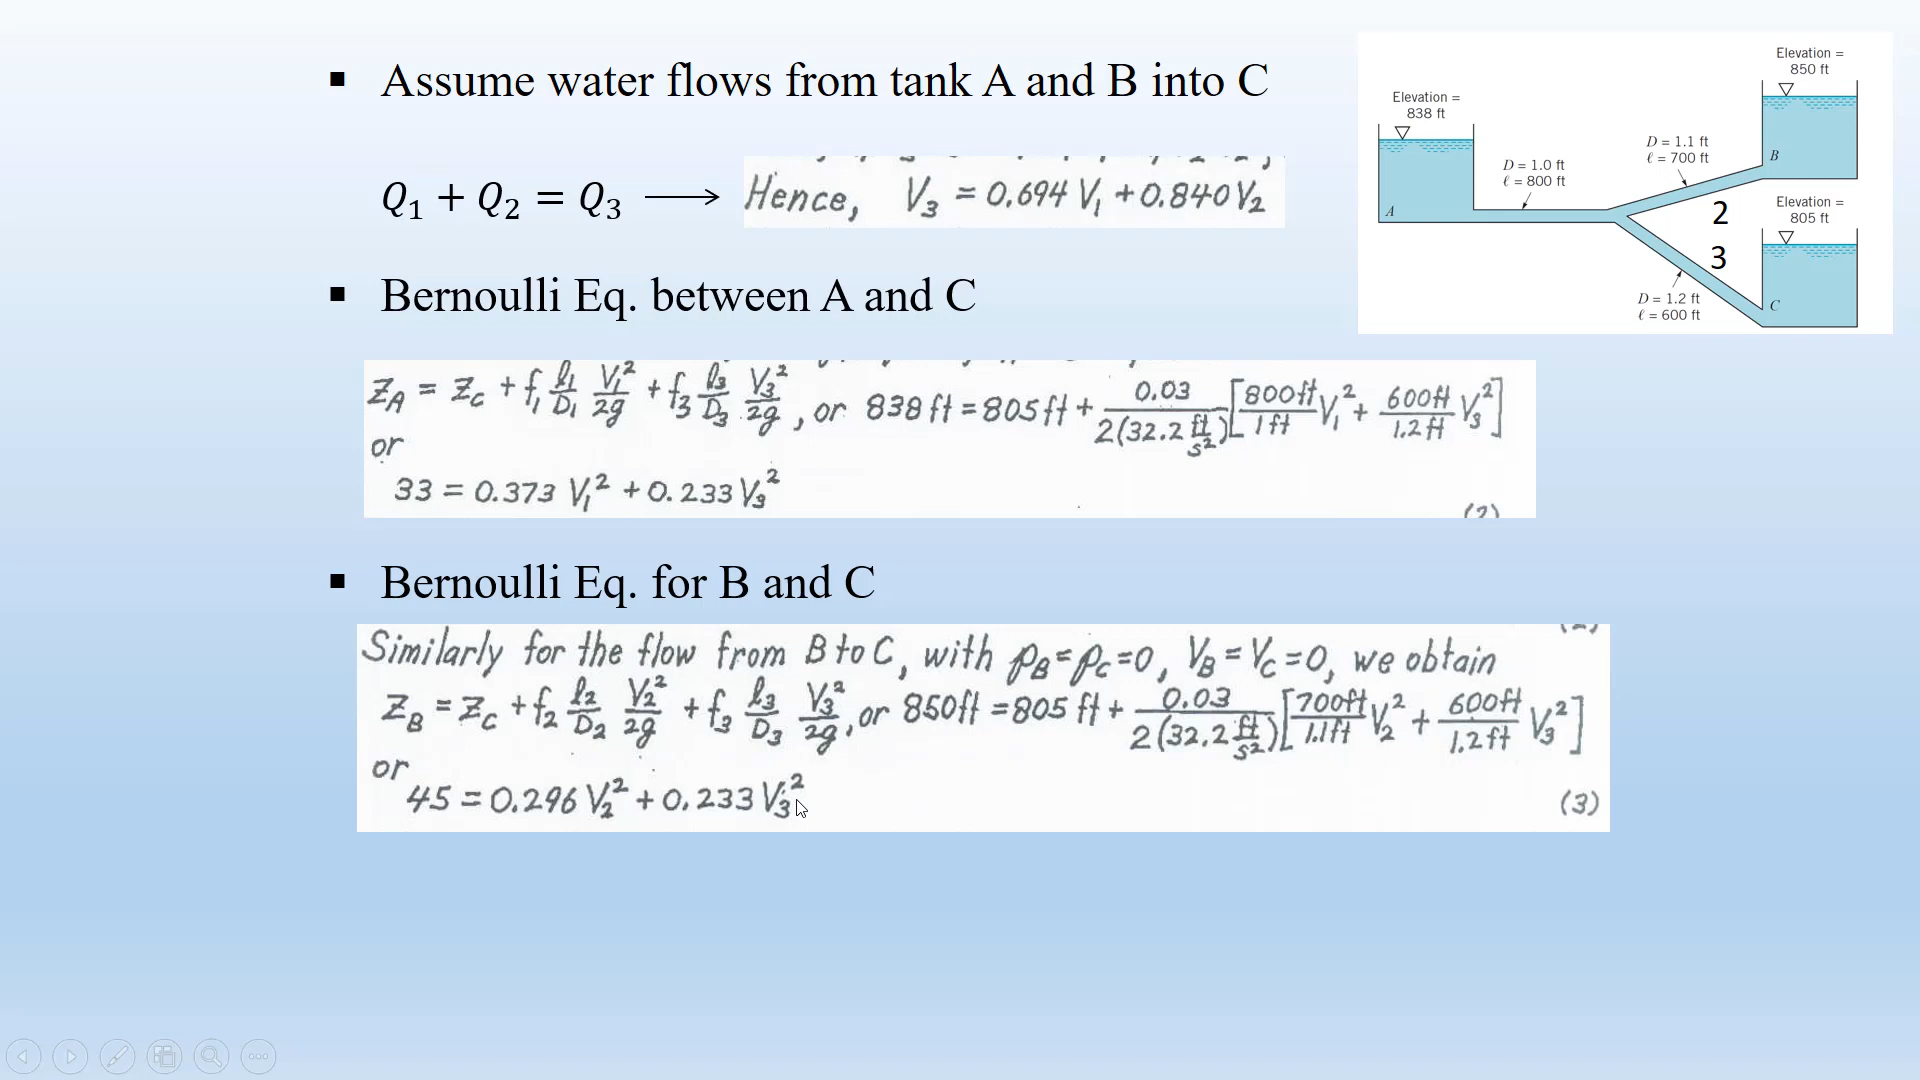 ▪ Assume water flows from tank A and B into C
Q₁ + Q₂ = Q₃ ⟶ Hence, V₃ = 0.694 V₁ + 0.840 V₂
▪ Bernoulli Eq. between A and C
z_A = z_C + f₁ ℓ₁/D₁ V₁²/2g + f₃ ℓ₃/D₃ V₃²/2g, or 838 ft = 805 ft + 0.03/2(32.2 ft/s²) [800ft/1ft V₁² + 600ft/1.2ft V₃²]
or
33 = 0.373 V₁² + 0.233 V₃²
(2)
▪ Bernoulli Eq. for B and C
Similarly for the flow from B to C, with p_B = p_C = 0, V_B = V_C = 0, we obtain
z_B = z_C + f₂ ℓ₂/D₂ V₂²/2g + f₃ ℓ₃/D₃ V₃²/2g, or 850ft = 805 ft + 0.03/2(32.2 ft/s²) [700ft/1.1ft V₂² + 600ft/1.2ft V₃²]
or
45 = 0.296 V₂² + 0.233 V₃²
(3)
Elevation =
850 ft
Elevation =
838 ft
D = 1.1 ft
ℓ = 700 ft
B
D = 1.0 ft
ℓ = 800 ft
A
2
Elevation =
805 ft
3
D = 1.2 ft
ℓ = 600 ft
C